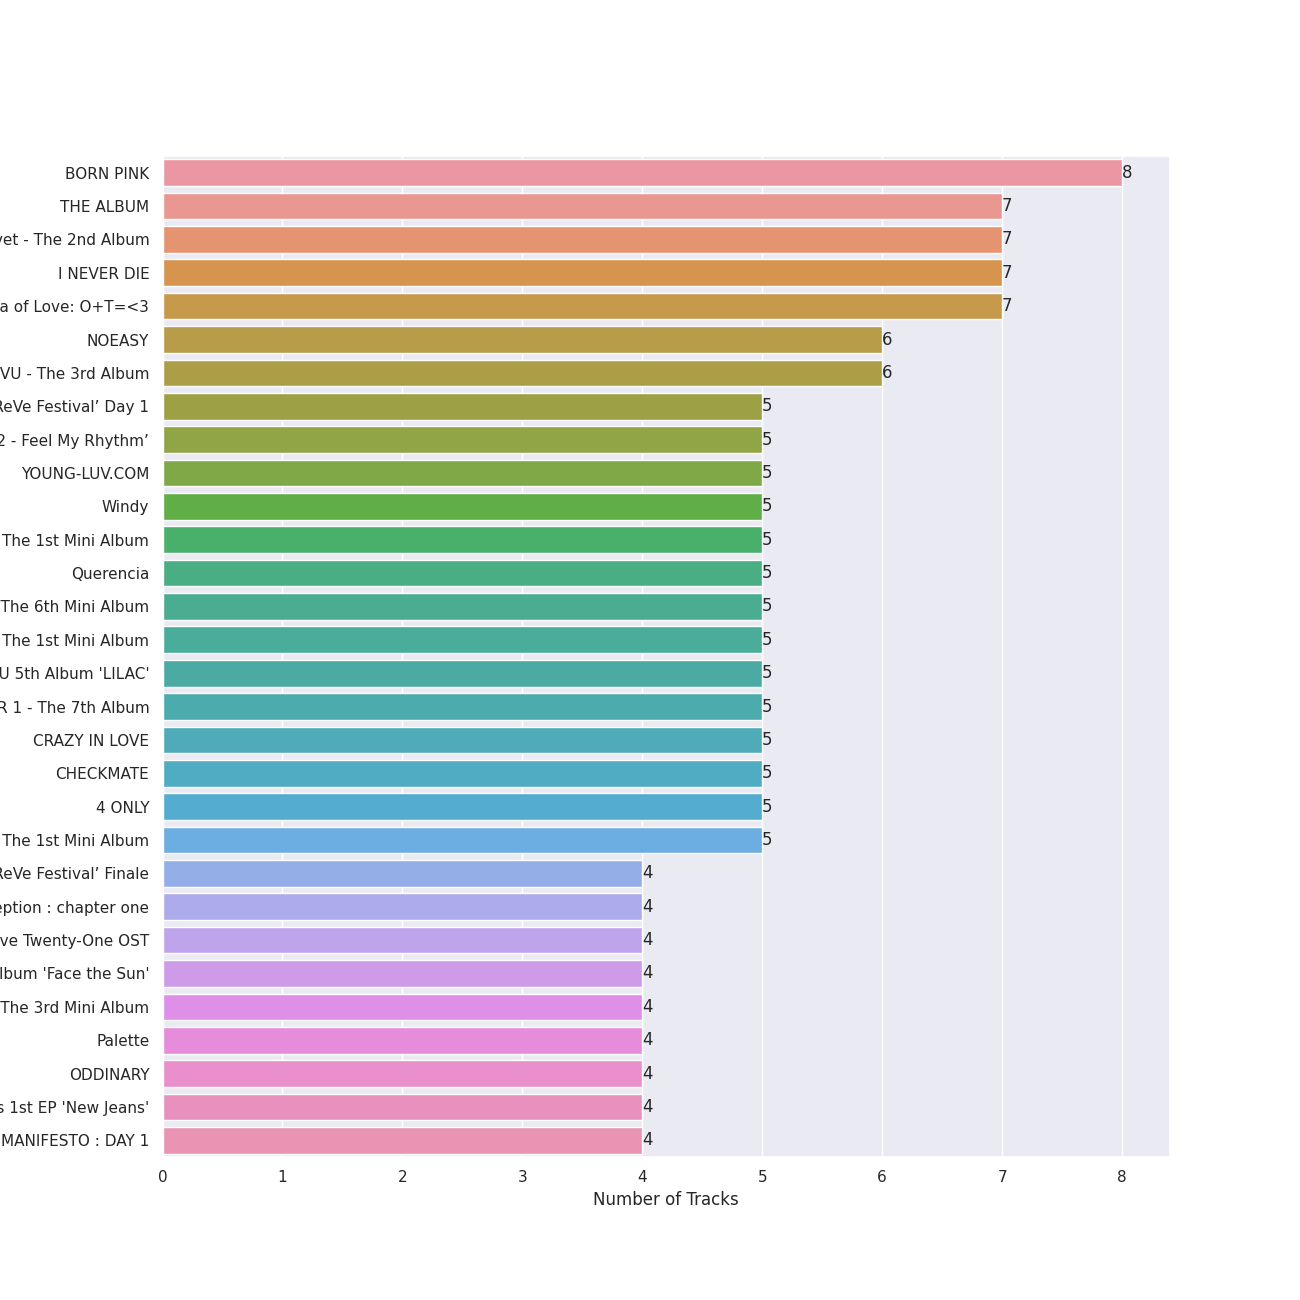 BORN PINK 8
THE ALBUM 7
vet - The 2nd Album 7
I NEVER DIE 7
a of Love: O+T=<3 7
NOEASY 6
VU - The 3rd Album 6
ReVe Festival’ Day 1 5
2 - Feel My Rhythm’ 5
YOUNG-LUV.COM 5
Windy 5
The 1st Mini Album 5
Querencia 5
The 6th Mini Album 5
The 1st Mini Album 5
U 5th Album 'LILAC' 5
R 1 - The 7th Album 5
CRAZY IN LOVE 5
CHECKMATE 5
4 ONLY 5
The 1st Mini Album 5
ReVe Festival’ Finale 4
eption : chapter one 4
ve Twenty-One OST 4
lbum 'Face the Sun' 4
The 3rd Mini Album 4
Palette 4
ODDINARY 4
s 1st EP 'New Jeans' 4
MANIFESTO : DAY 1 4
0 1 2 3 4 5 6 7 8
Number of Tracks